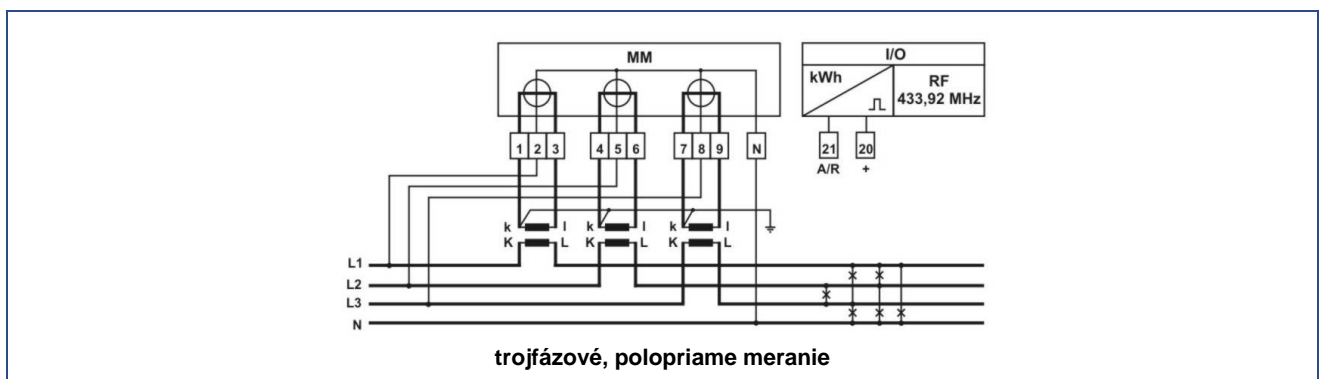 MM
I/O
kWh
RF
433,92 MHz
1 2 3 4 5 6 7 8 9 N
21 20
A/R +
k l k l k l
K L K L K L
L1
L2
L3
N
trojfázové, polopriame meranie